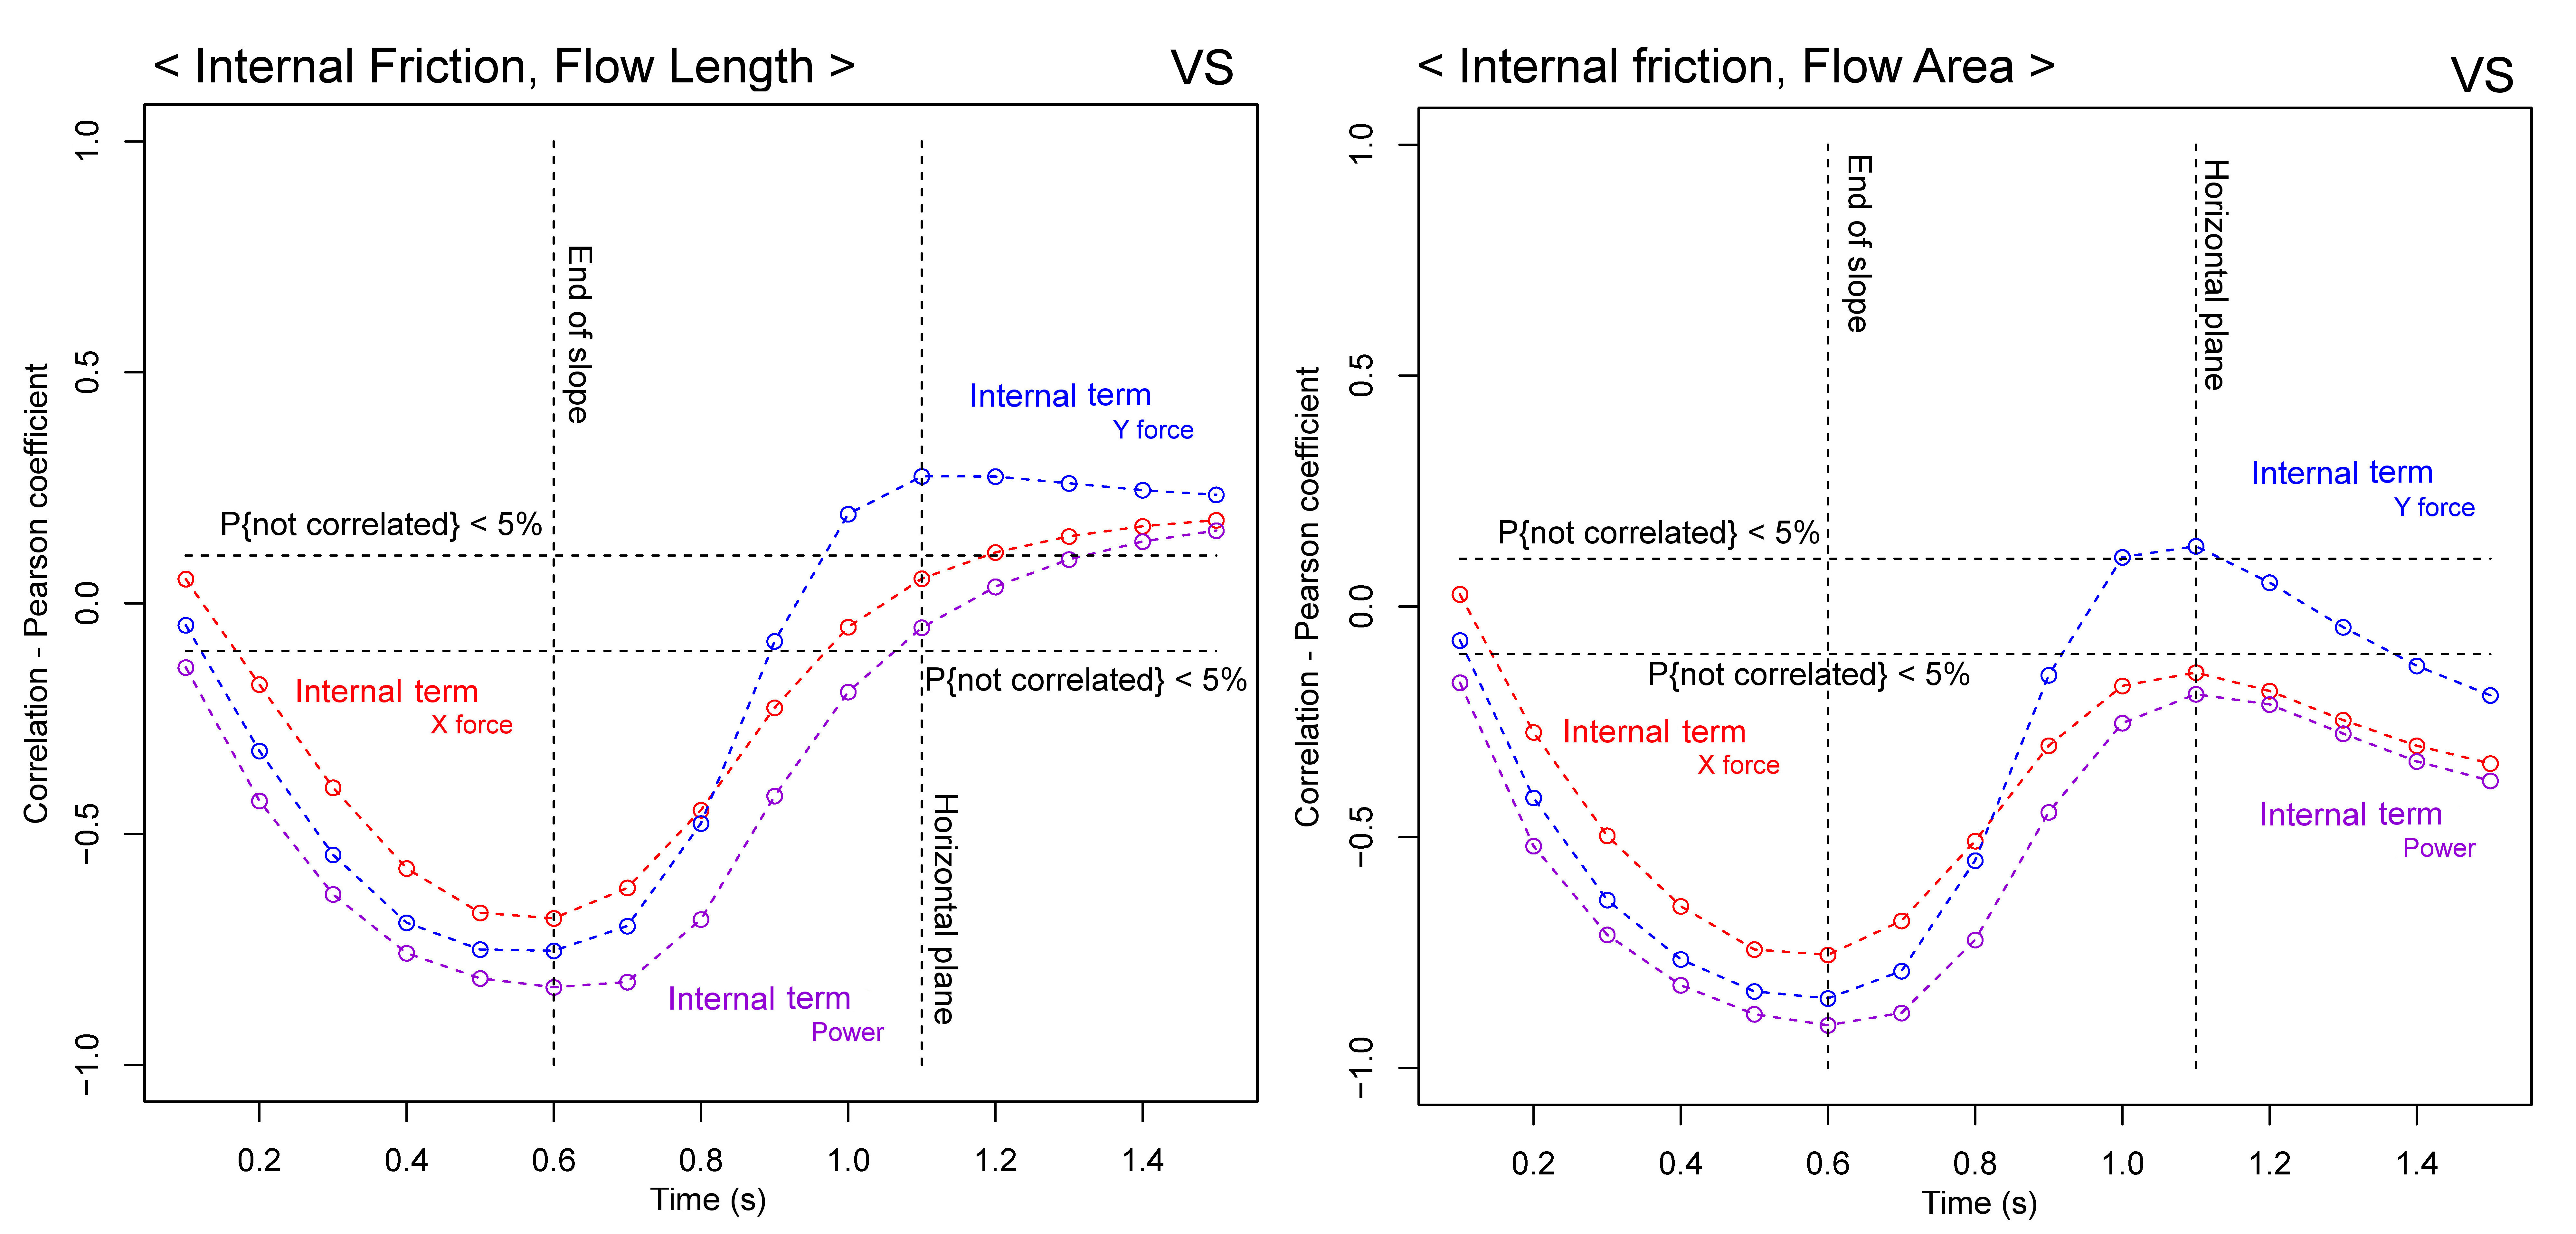 < Internal Friction, Flow Length >
VS
Correlation - Pearson coefficient
1.0
0.5
0.0
−0.5
−1.0
End of slope
Internal term
Y force
P{not correlated} < 5%
P{not correlated} < 5%
Internal term
X force
Horizontal plane
Internal term
Power
0.2
0.4
0.6
0.8
1.0
1.2
1.4
Time (s)
< Internal friction, Flow Area >
VS
Correlation - Pearson coefficient
1.0
0.5
0.0
−0.5
−1.0
End of slope
Horizontal plane
Internal term
Y force
P{not correlated} < 5%
P{not correlated} < 5%
Internal term
X force
Internal term
Power
0.2
0.4
0.6
0.8
1.0
1.2
1.4
Time (s)